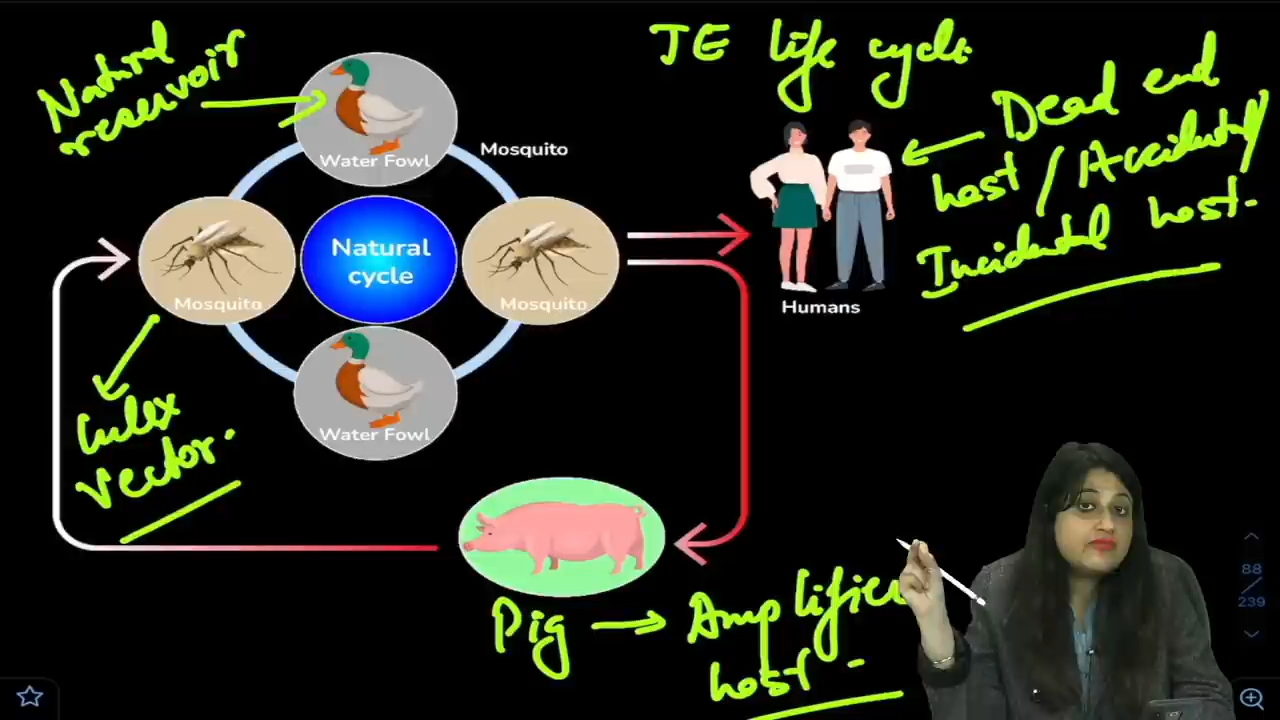 JE life cycle
Natural
reservoir
Water Fowl
Mosquito
Dead end
host / Accidental/
Incidental host.
Natural
cycle
Mosquito
Mosquito
Humans
Culex
vector.
Water Fowl
Pig → Amplifier
host
88
239